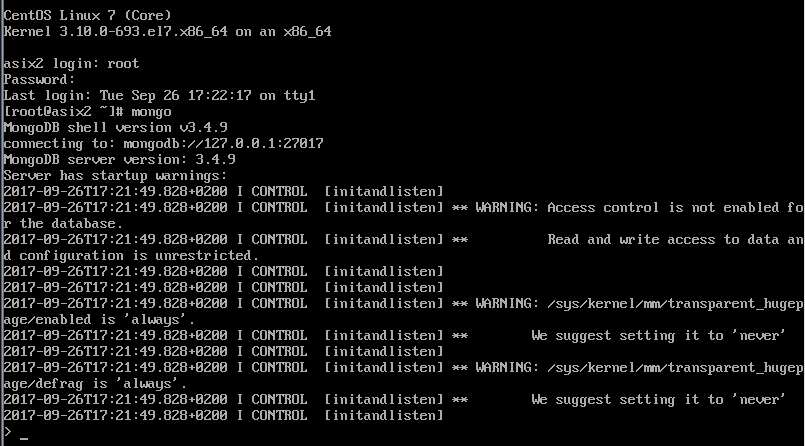 CentOS Linux 7 (Core)
Kernel 3.10.0-693.el7.x86_64 on an x86_64
asix2 login: root
Password:
Last login: Tue Sep 26 17:22:17 on tty1
[root@asix2 ~]# mongo
MongoDB shell version v3.4.9
connecting to: mongodb://127.0.0.1:27017
MongoDB server version: 3.4.9
Server has startup warnings:
2017-09-26T17:21:49.828+0200 I CONTROL  [initandlisten]
2017-09-26T17:21:49.828+0200 I CONTROL  [initandlisten] ** WARNING: Access control is not enabled fo
r the database.
2017-09-26T17:21:49.828+0200 I CONTROL  [initandlisten] **          Read and write access to data an
d configuration is unrestricted.
2017-09-26T17:21:49.828+0200 I CONTROL  [initandlisten]
2017-09-26T17:21:49.828+0200 I CONTROL  [initandlisten]
2017-09-26T17:21:49.828+0200 I CONTROL  [initandlisten] ** WARNING: /sys/kernel/mm/transparent_hugep
age/enabled is 'always'.
2017-09-26T17:21:49.828+0200 I CONTROL  [initandlisten] **        We suggest setting it to 'never'
2017-09-26T17:21:49.828+0200 I CONTROL  [initandlisten]
2017-09-26T17:21:49.828+0200 I CONTROL  [initandlisten] ** WARNING: /sys/kernel/mm/transparent_hugep
age/defrag is 'always'.
2017-09-26T17:21:49.828+0200 I CONTROL  [initandlisten] **        We suggest setting it to 'never'
2017-09-26T17:21:49.828+0200 I CONTROL  [initandlisten]
> _